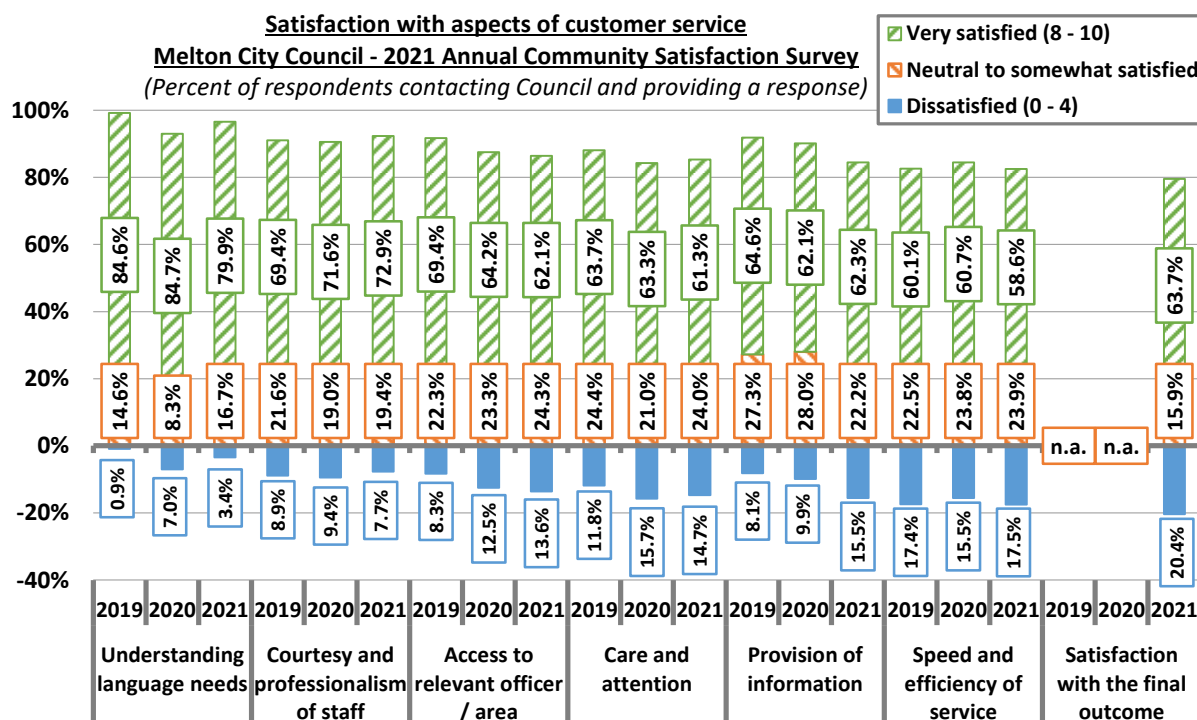 Satisfaction with aspects of customer service
Melton City Council - 2021 Annual Community Satisfaction Survey
(Percent of respondents contacting Council and providing a response)
Very satisfied (8 - 10)
Neutral to somewhat satisfied
Dissatisfied (0 - 4)
100%
80%
60%
40%
20%
0%
-20%
-40%
84.6% 84.7% 79.9% 69.4% 71.6% 72.9% 69.4% 64.2% 62.1% 63.7% 63.3% 61.3% 64.6% 62.1% 62.3% 60.1% 60.7% 58.6% 63.7%
14.6% 8.3% 16.7% 21.6% 19.0% 19.4% 22.3% 23.3% 24.3% 24.4% 21.0% 24.0% 27.3% 28.0% 22.2% 22.5% 23.8% 23.9% 15.9%
n.a. n.a.
0.9% 7.0% 3.4% 8.9% 9.4% 7.7% 8.3% 12.5% 13.6% 11.8% 15.7% 14.7% 8.1% 9.9% 15.5% 17.4% 15.5% 17.5% 20.4%
2019 2020 2021 2019 2020 2021 2019 2020 2021 2019 2020 2021 2019 2020 2021 2019 2020 2021 2019 2020 2021
Understanding
language needs
Courtesy and
professionalism
of staff
Access to
relevant officer
/ area
Care and
attention
Provision of
information
Speed and
efficiency of
service
Satisfaction
with the final
outcome